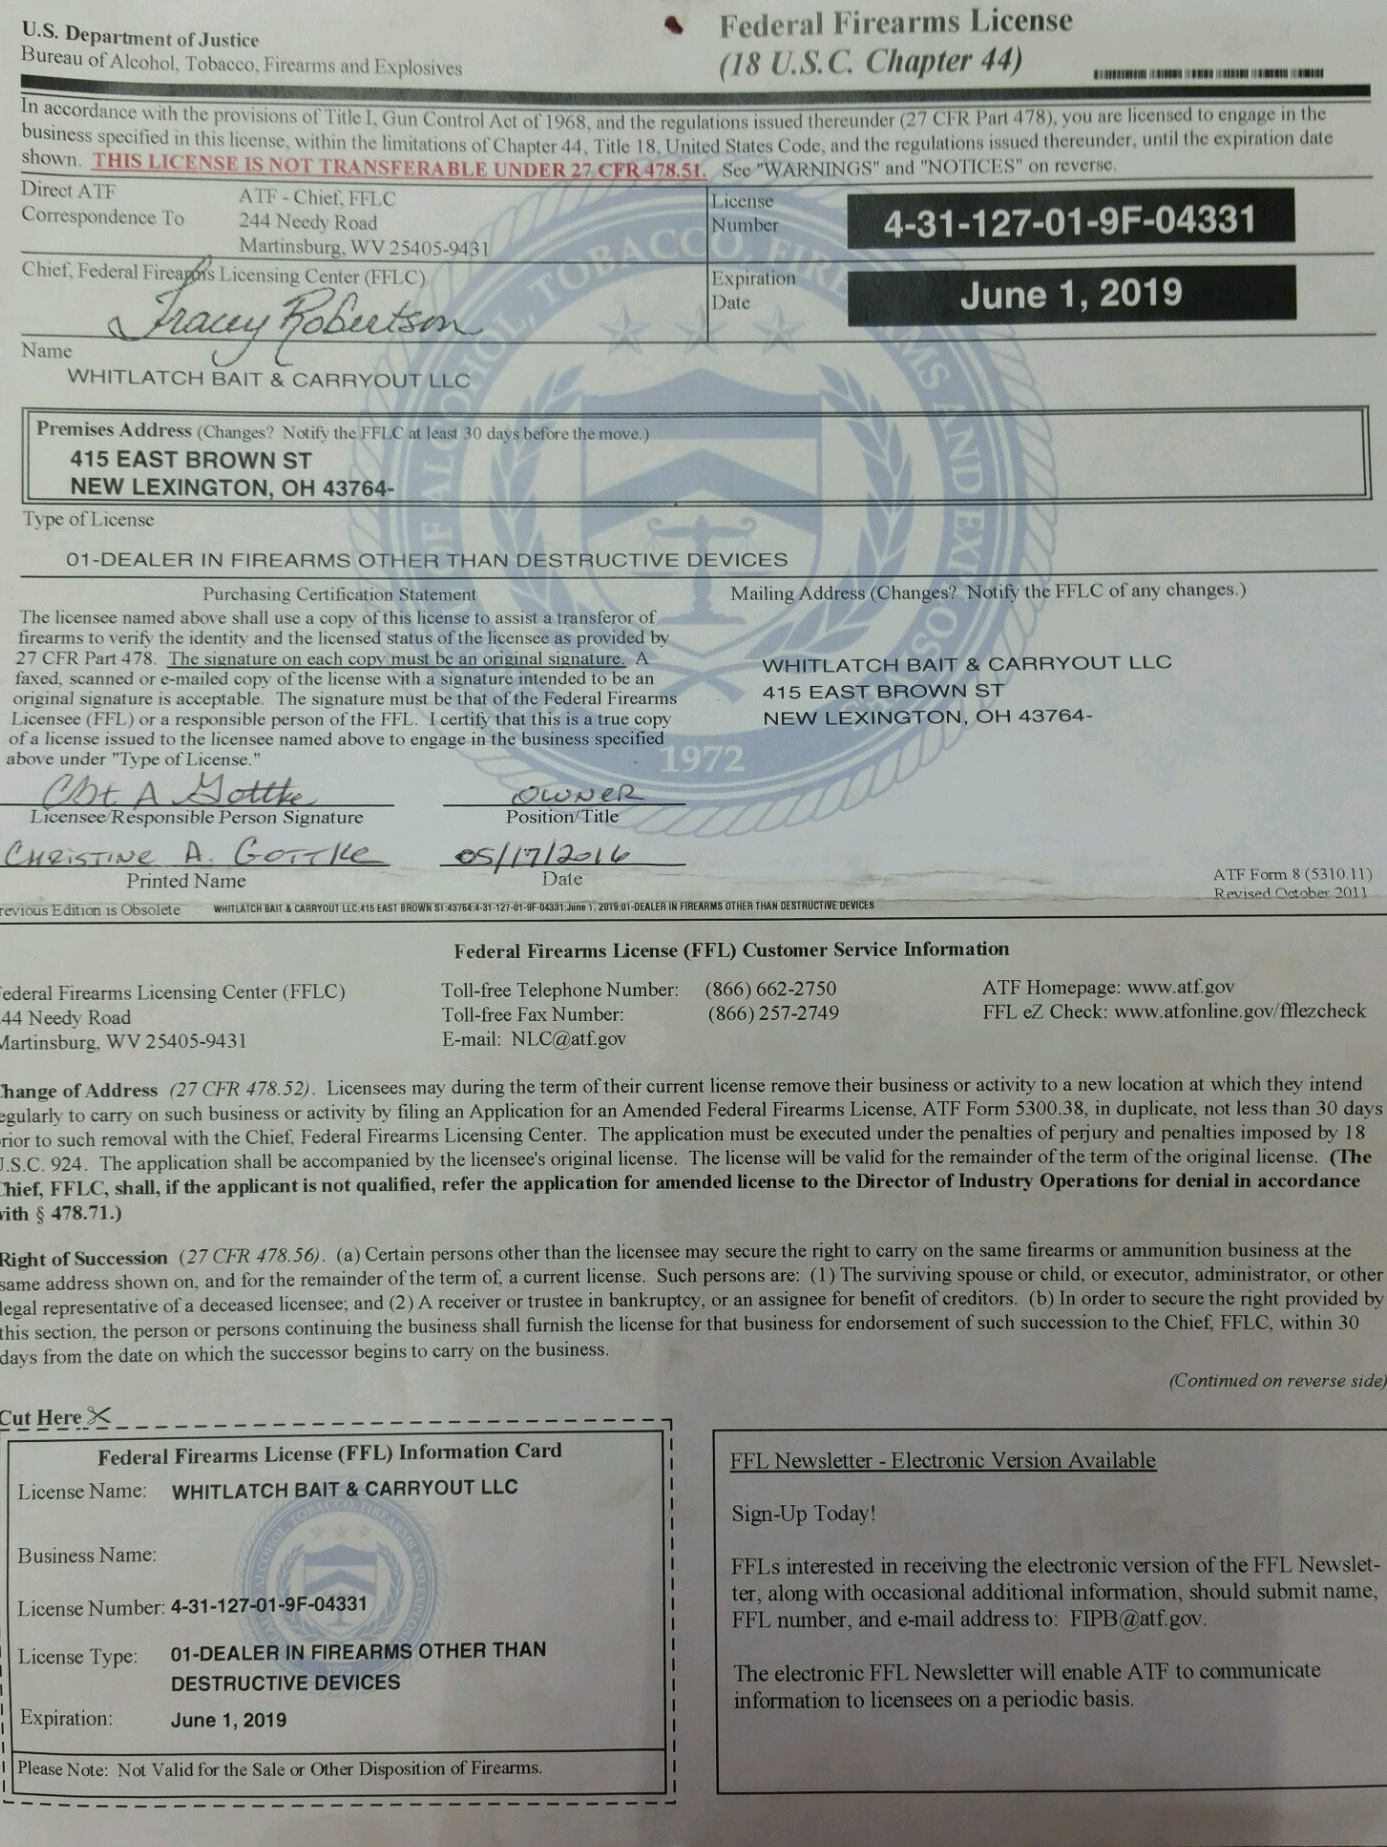 U.S. Department of Justice
Bureau of Alcohol, Tobacco, Firearms and Explosives
Federal Firearms License
(18 U.S.C. Chapter 44)
In accordance with the provisions of Title I, Gun Control Act of 1968, and the regulations issued thereunder (27 CFR Part 478), you are licensed to engage in the
business specified in this license, within the limitations of Chapter 44, Title 18, United States Code, and the regulations issued thereunder, until the expiration date
shown. THIS LICENSE IS NOT TRANSFERABLE UNDER 27 CFR 478.51. See "WARNINGS" and "NOTICES" on reverse.
Direct ATF
Correspondence To
ATF - Chief, FFLC
244 Needy Road
Martinsburg, WV 25405-9431
License
Number
4-31-127-01-9F-04331
Chief, Federal Firearms Licensing Center (FFLC)
Tracey Robertson
Expiration
Date
June 1, 2019
Name
WHITLATCH BAIT & CARRYOUT LLC
Premises Address (Changes? Notify the FFLC at least 30 days before the move.)
415 EAST BROWN ST
NEW LEXINGTON, OH 43764-
Type of License
01-DEALER IN FIREARMS OTHER THAN DESTRUCTIVE DEVICES
Purchasing Certification Statement
The licensee named above shall use a copy of this license to assist a transferor of
firearms to verify the identity and the licensed status of the licensee as provided by
27 CFR Part 478. The signature on each copy must be an original signature. A
faxed, scanned or e-mailed copy of the license with a signature intended to be an
original signature is acceptable. The signature must be that of the Federal Firearms
Licensee (FFL) or a responsible person of the FFL. I certify that this is a true copy
of a license issued to the licensee named above to engage in the business specified
above under "Type of License."
Mailing Address (Changes? Notify the FFLC of any changes.)
WHITLATCH BAIT & CARRYOUT LLC
415 EAST BROWN ST
NEW LEXINGTON, OH 43764-
1972
A Gottke
OWNER
Licensee/Responsible Person Signature
Position/Title
CHRISTINE A. GOTTKE
05/17/2016
Printed Name
Date
ATF Form 8 (5310.11)
Revised October 2011
revious Edition is Obsolete
WHITLATCH BAIT & CARRYOUT LLC:415 EAST BROWN ST:43764:4-31-127-01-9F-04331:June 1, 2019:01-DEALER IN FIREARMS OTHER THAN DESTRUCTIVE DEVICES
Federal Firearms License (FFL) Customer Service Information
ederal Firearms Licensing Center (FFLC)
44 Needy Road
Martinsburg, WV 25405-9431
Toll-free Telephone Number: (866) 662-2750
Toll-free Fax Number: (866) 257-2749
E-mail: NLC@atf.gov
ATF Homepage: www.atf.gov
FFL eZ Check: www.atfonline.gov/fflezcheck
hange of Address (27 CFR 478.52). Licensees may during the term of their current license remove their business or activity to a new location at which they intend
egularly to carry on such business or activity by filing an Application for an Amended Federal Firearms License, ATF Form 5300.38, in duplicate, not less than 30 days
rior to such removal with the Chief, Federal Firearms Licensing Center. The application must be executed under the penalties of perjury and penalties imposed by 18
J.S.C. 924. The application shall be accompanied by the licensee's original license. The license will be valid for the remainder of the term of the original license. (The
Chief, FFLC, shall, if the applicant is not qualified, refer the application for amended license to the Director of Industry Operations for denial in accordance
with § 478.71.)
Right of Succession (27 CFR 478.56). (a) Certain persons other than the licensee may secure the right to carry on the same firearms or ammunition business at the
same address shown on, and for the remainder of the term of, a current license. Such persons are: (1) The surviving spouse or child, or executor, administrator, or other
legal representative of a deceased licensee; and (2) A receiver or trustee in bankruptcy, or an assignee for benefit of creditors. (b) In order to secure the right provided by
this section, the person or persons continuing the business shall furnish the license for that business for endorsement of such succession to the Chief, FFLC, within 30
days from the date on which the successor begins to carry on the business.
(Continued on reverse side)
Cut Here
Federal Firearms License (FFL) Information Card
License Name: WHITLATCH BAIT & CARRYOUT LLC
Business Name:
License Number: 4-31-127-01-9F-04331
License Type: 01-DEALER IN FIREARMS OTHER THAN
DESTRUCTIVE DEVICES
Expiration: June 1, 2019
Please Note: Not Valid for the Sale or Other Disposition of Firearms.
FFL Newsletter - Electronic Version Available
Sign-Up Today!
FFLs interested in receiving the electronic version of the FFL Newslet-
ter, along with occasional additional information, should submit name,
FFL number, and e-mail address to: FIPB@atf.gov.
The electronic FFL Newsletter will enable ATF to communicate
information to licensees on a periodic basis.